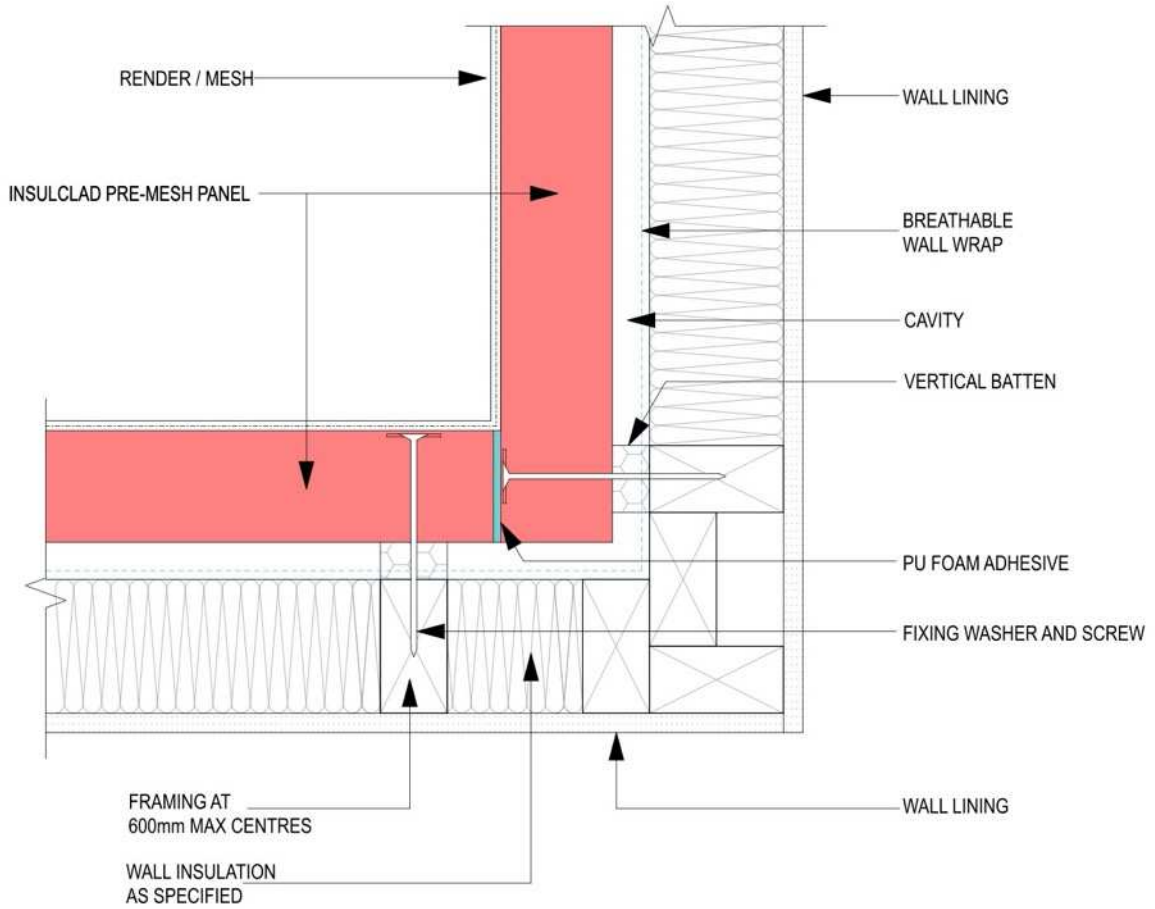 RENDER / MESH
WALL LINING
INSULCLAD PRE-MESH PANEL
BREATHABLE
WALL WRAP
CAVITY
VERTICAL BATTEN
PU FOAM ADHESIVE
FIXING WASHER AND SCREW
FRAMING AT
600mm MAX CENTRES
WALL LINING
WALL INSULATION
AS SPECIFIED